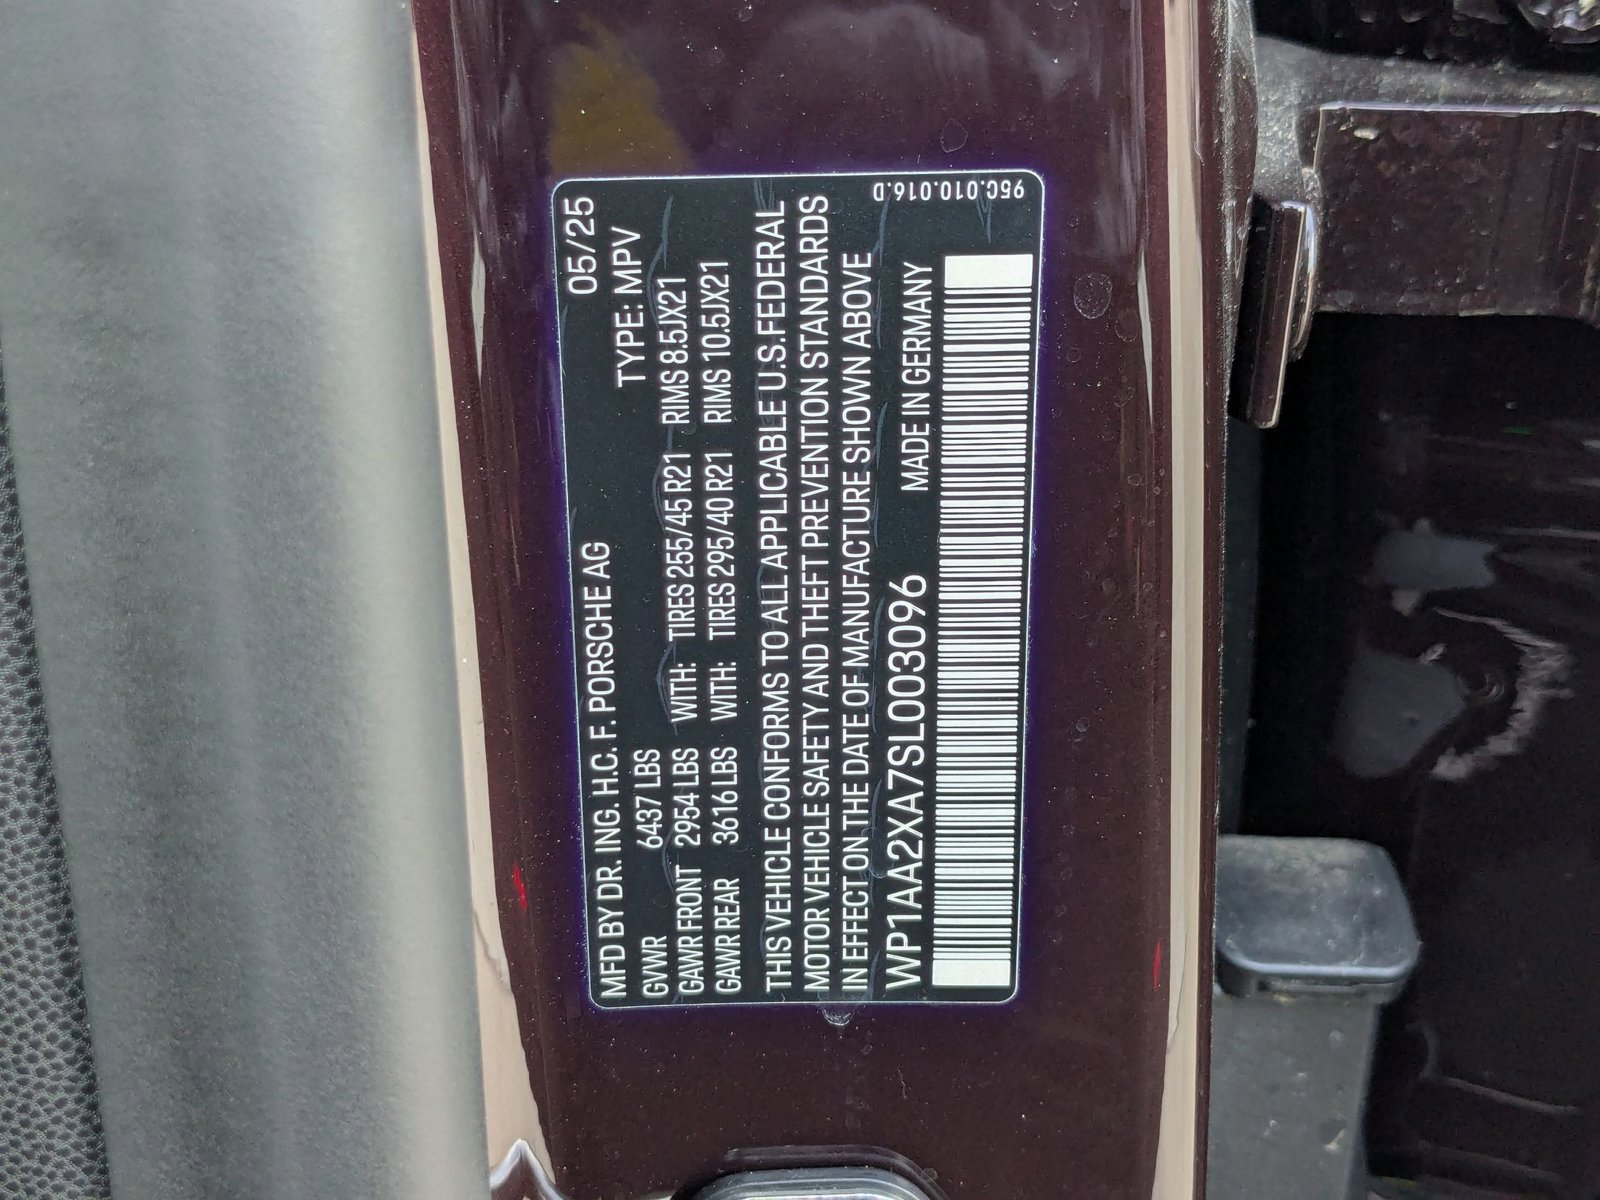 MFD BY DR. ING. H.C. F. PORSCHE AG 05/25
GVWR 6437 LBS TYPE: MPV
GAWR FRONT 2954 LBS WITH: TIRES 255/45 R21 RIMS 8.5JX21
GAWR REAR 3616 LBS WITH: TIRES 295/40 R21 RIMS 10.5JX21
THIS VEHICLE CONFORMS TO ALL APPLICABLE U.S.FEDERAL
MOTOR VEHICLE SAFETY AND THEFT PREVENTION STANDARDS
IN EFFECT ON THE DATE OF MANUFACTURE SHOWN ABOVE
WP1AA2XA7SL003096 MADE IN GERMANY
95C.010.016.D